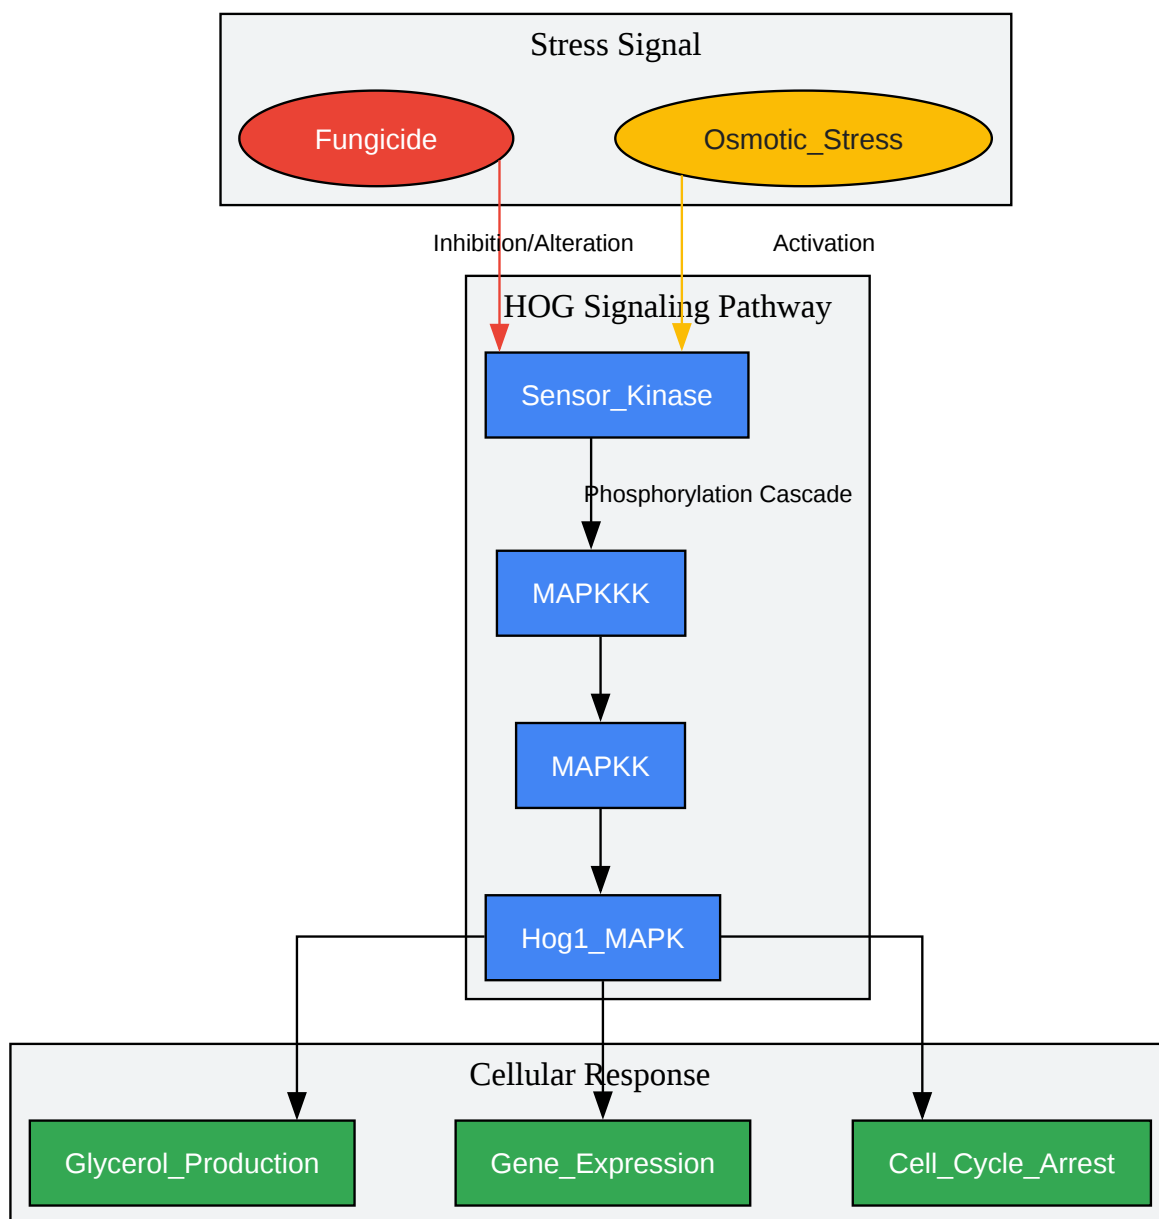 Stress Signal
Fungicide
Osmotic_Stress
Inhibition/Alteration
Activation
HOG Signaling Pathway
Sensor_Kinase
Phosphorylation Cascade
MAPKKK
MAPKK
Hog1_MAPK
Cellular Response
Glycerol_Production
Gene_Expression
Cell_Cycle_Arrest